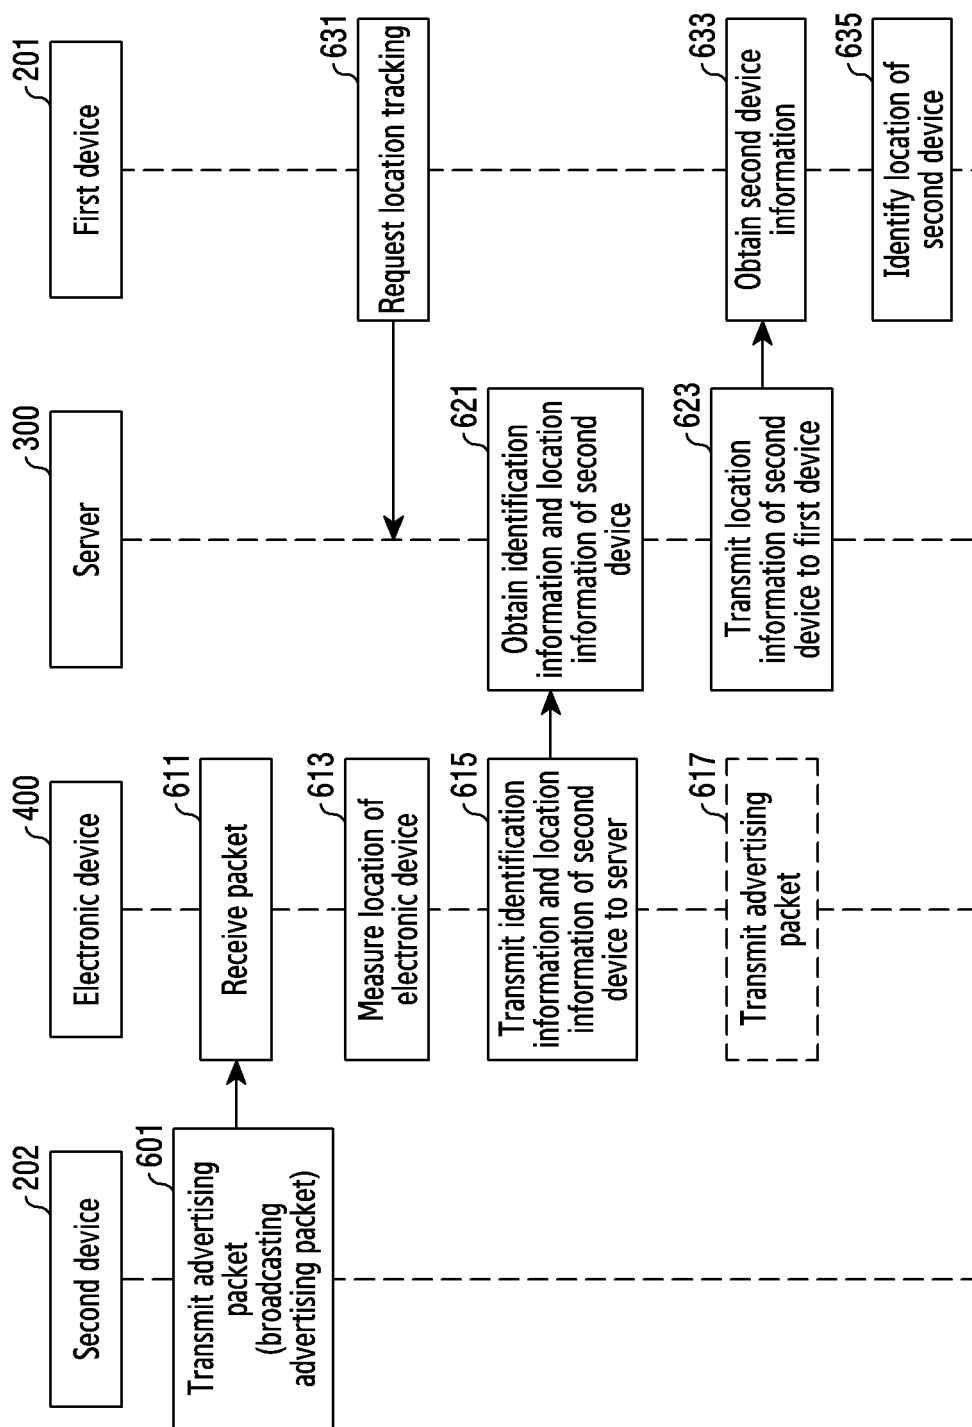 Second device
202
Electronic device
400
Server
300
First device
201
Transmit advertising
packet
(broadcasting
advertising packet)
601
Receive packet
611
Measure location of
electronic device
613
Request location tracking
631
Transmit identification
information and location
information of second
device to server
615
Obtain identification
information and location
information of second
device
621
Transmit advertising
packet
617
Transmit location
information of second
device to first device
623
Obtain second device
information
633
Identify location of
second device
635